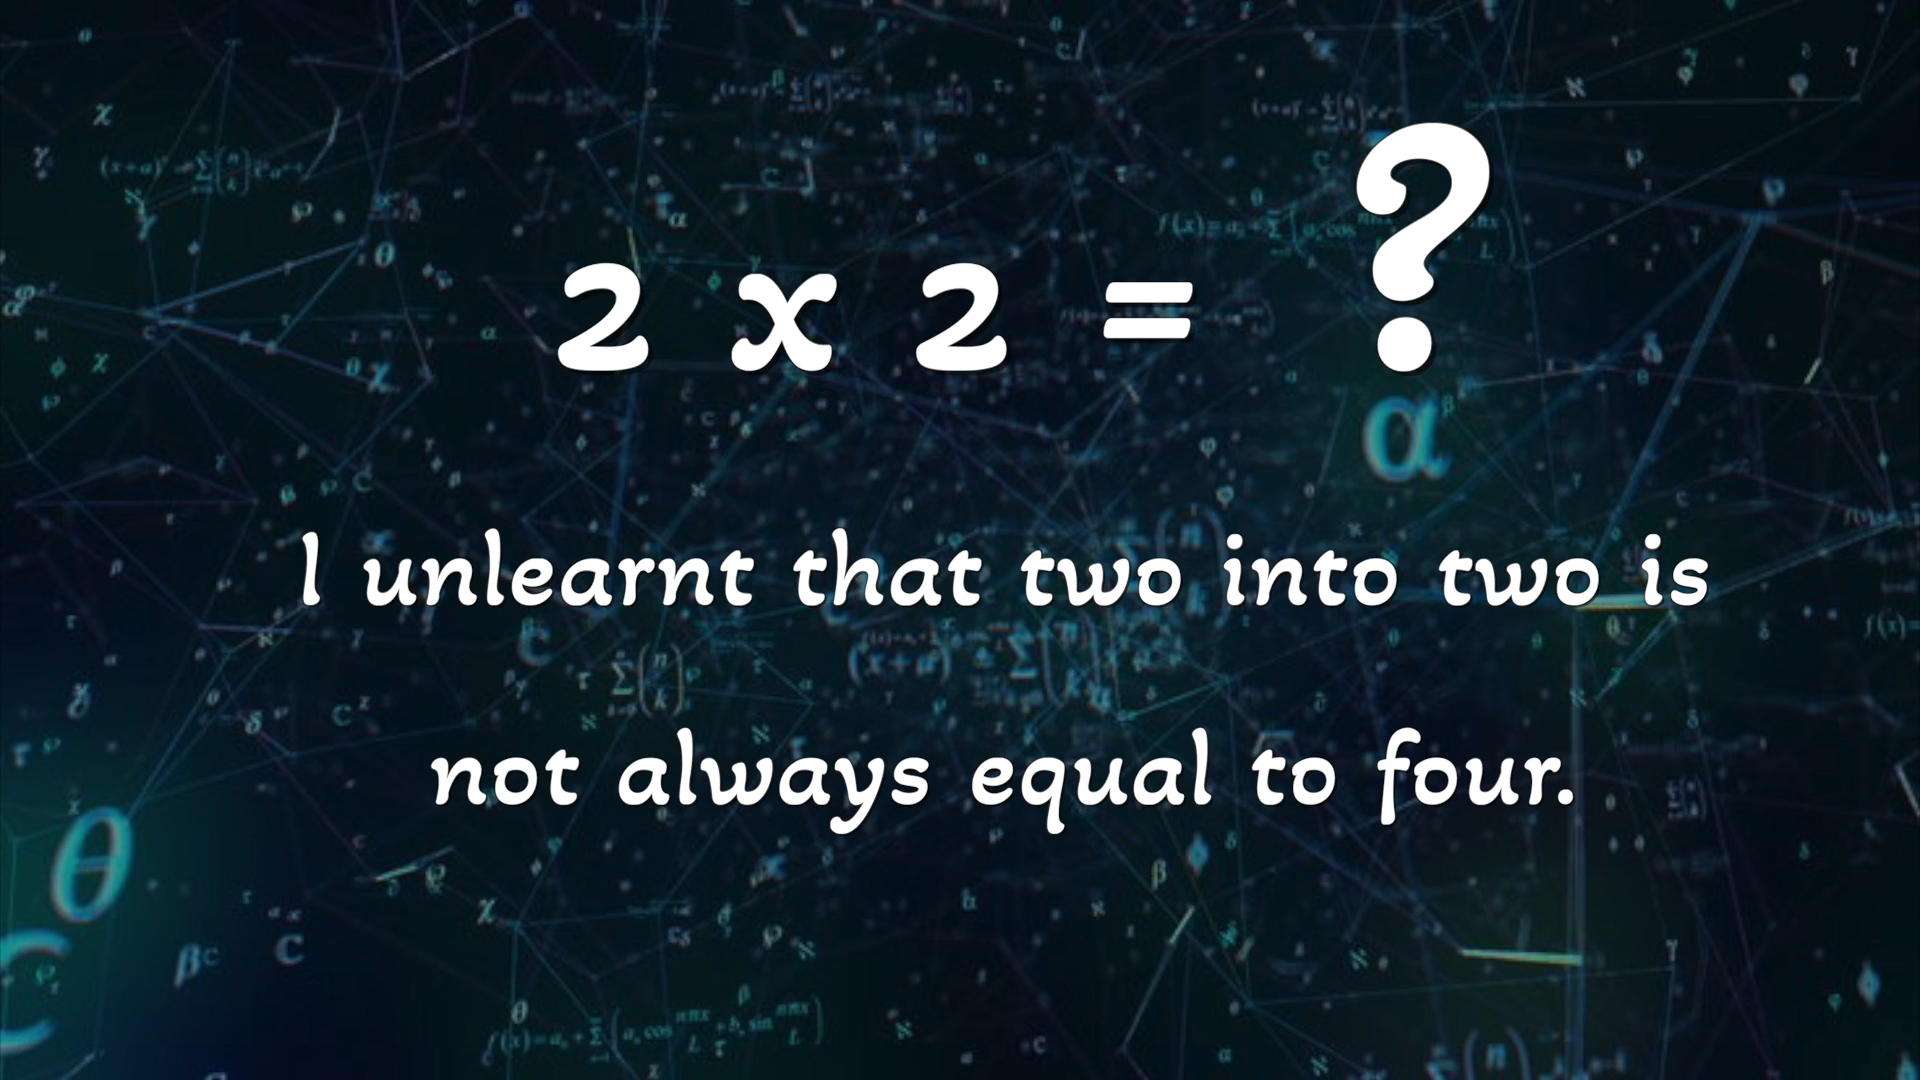 2 x 2 = ?
I unlearnt that two into two is
not always equal to four.